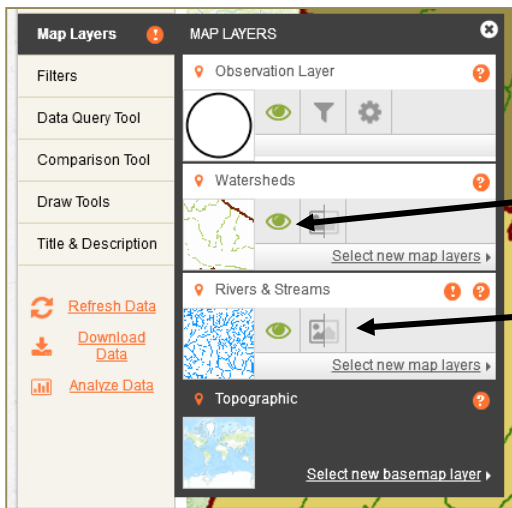 Map Layers !
Filters
Data Query Tool
Comparison Tool
Draw Tools
Title & Description
Refresh Data
Download
Data
Analyze Data
MAP LAYERS
Observation Layer ?
Watersheds ?
Select new map layers
Rivers & Streams ! ?
Select new map layers
Topographic ?
Select new basemap layer